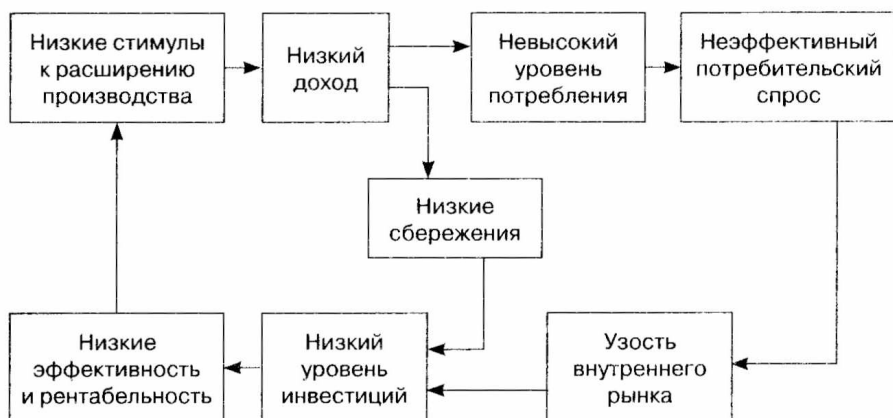 Низкие стимулы
к расширению
производства
Низкий
доход
Невысокий
уровень
потребления
Неэффективный
потребительский
спрос
Низкие
сбережения
Низкие
эффективность
и рентабельность
Низкий
уровень
инвестиций
Узость
внутреннего
рынка